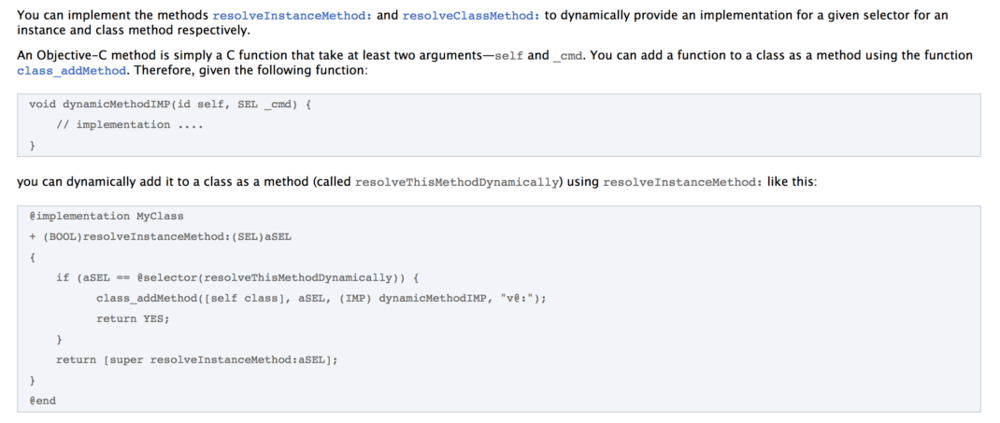 You can implement the methods resolveInstanceMethod: and resolveClassMethod: to dynamically provide an implementation for a given selector for an
instance and class method respectively.
An Objective-C method is simply a C function that take at least two arguments—self and _cmd. You can add a function to a class as a method using the function
class_addMethod. Therefore, given the following function:
void dynamicMethodIMP(id self, SEL _cmd) {
    // implementation ....
}
you can dynamically add it to a class as a method (called resolveThisMethodDynamically) using resolveInstanceMethod: like this:
@implementation MyClass
+ (BOOL)resolveInstanceMethod:(SEL)aSEL
{
    if (aSEL == @selector(resolveThisMethodDynamically)) {
          class_addMethod([self class], aSEL, (IMP) dynamicMethodIMP, "v@:");
          return YES;
    }
    return [super resolveInstanceMethod:aSEL];
}
@end